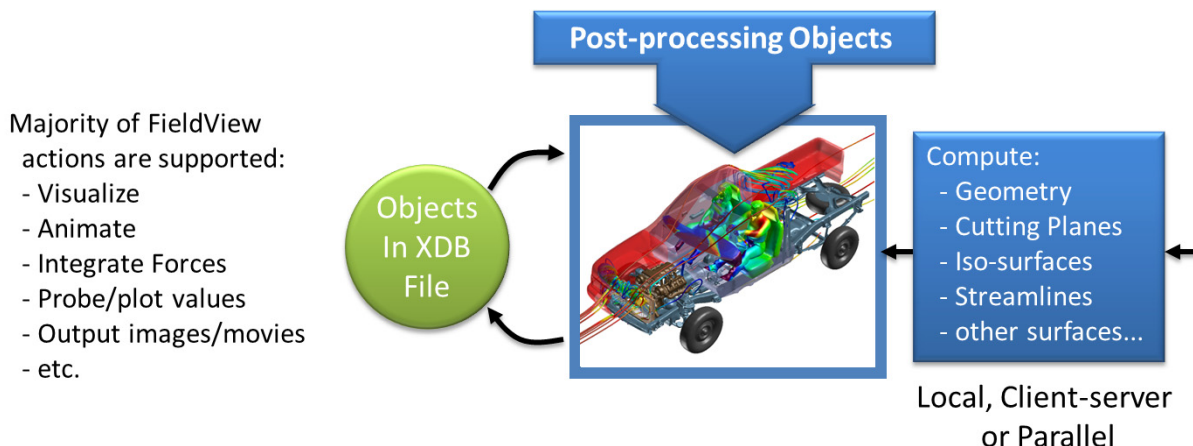 Post-processing Objects
Majority of FieldView
actions are supported:
- Visualize
- Animate
- Integrate Forces
- Probe/plot values
- Output images/movies
- etc.
Objects
In XDB
File
Compute:
- Geometry
- Cutting Planes
- Iso-surfaces
- Streamlines
- other surfaces...
Local, Client-server
or Parallel